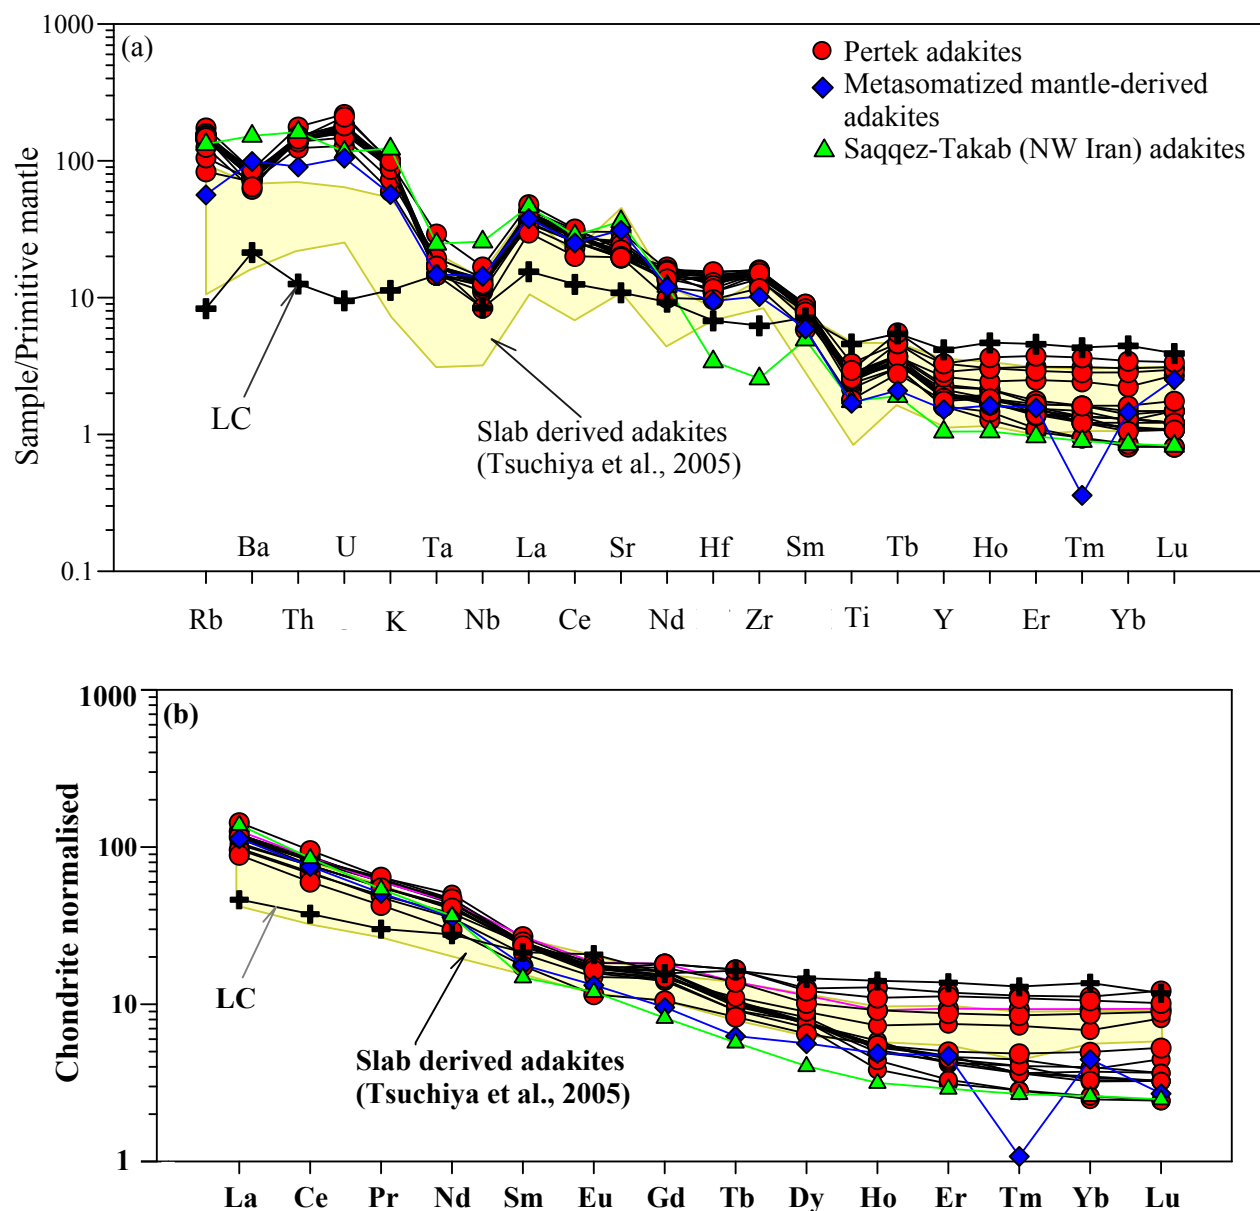 1000
(a)
Pertek adakites
Metasomatized mantle-derived
adakites
Saqqez-Takab (NW Iran) adakites
100
10
1
0.1
Sample/Primitive mantle
LC
Slab derived adakites
(Tsuchiya et al., 2005)
Ba U Ta La Sr Hf Sm Tb Ho Tm Lu
Rb Th K Nb Ce Nd Zr Ti Y Er Yb
1000
(b)
100
10
1
Chondrite normalised
LC
Slab derived adakites
(Tsuchiya et al., 2005)
La Ce Pr Nd Sm Eu Gd Tb Dy Ho Er Tm Yb Lu